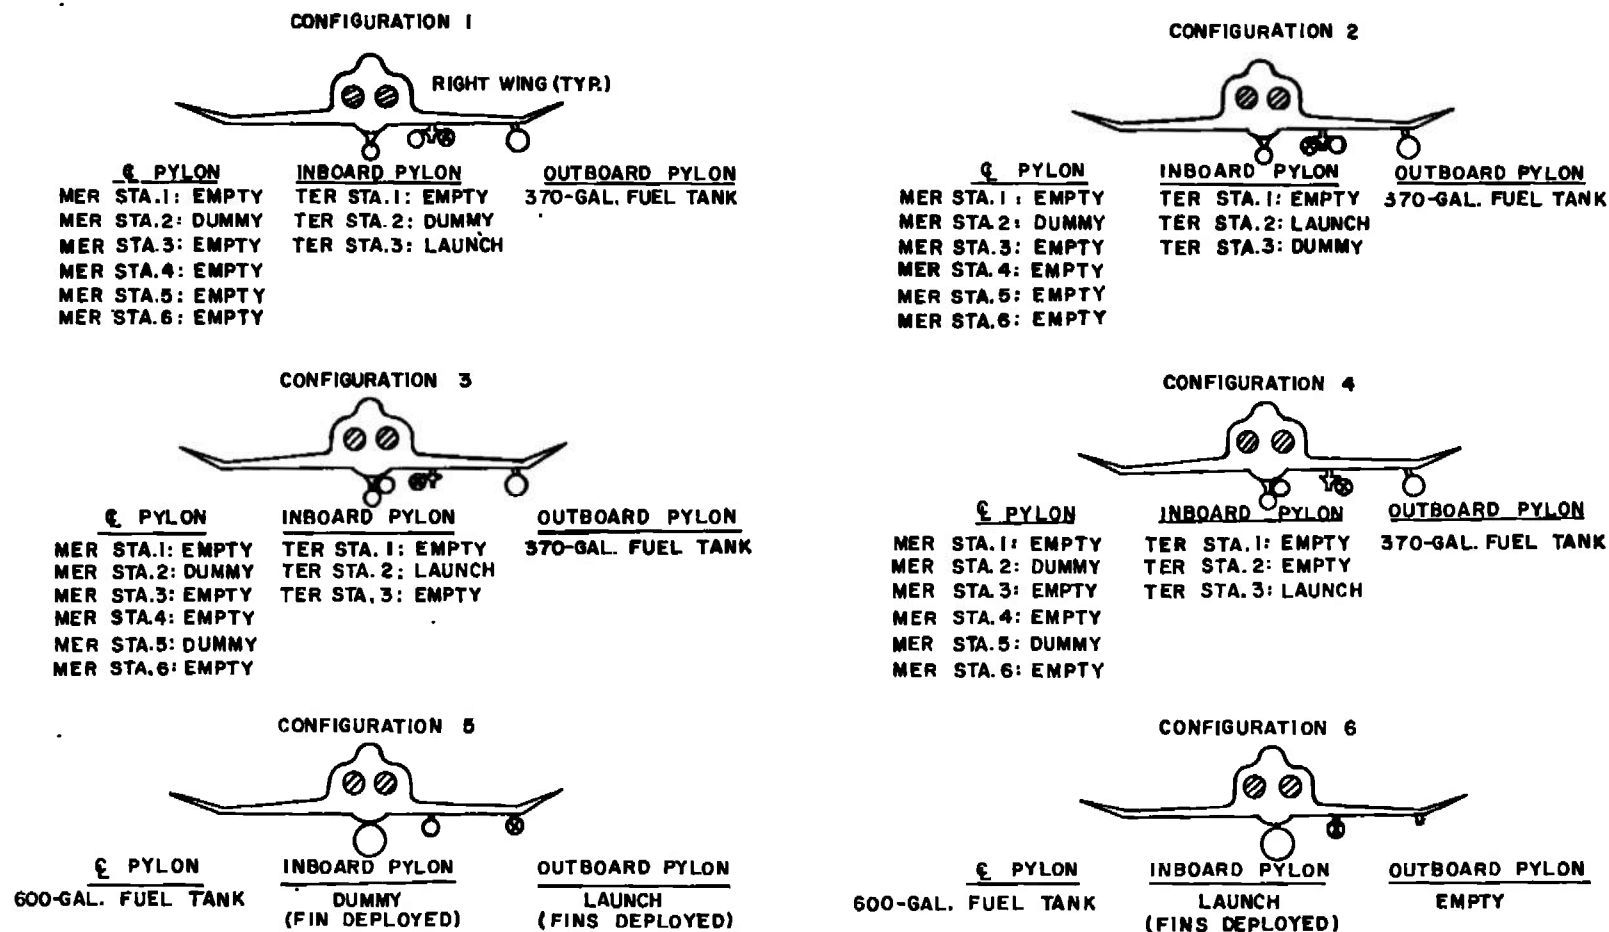 CONFIGURATION 1
RIGHT WING (TYP.)
℄ PYLON INBOARD PYLON OUTBOARD PYLON
MER STA.1: EMPTY TER STA.1: EMPTY 370-GAL. FUEL TANK
MER STA.2: DUMMY TER STA.2: DUMMY
MER STA.3: EMPTY TER STA.3: LAUNCH
MER STA.4: EMPTY
MER STA.5: EMPTY
MER STA.6: EMPTY
CONFIGURATION 2
℄ PYLON INBOARD PYLON OUTBOARD PYLON
MER STA.1: EMPTY TER STA.1: EMPTY 370-GAL. FUEL TANK
MER STA.2: DUMMY TER STA.2: LAUNCH
MER STA.3: EMPTY TER STA.3: DUMMY
MER STA.4: EMPTY
MER STA.5: EMPTY
MER STA.6: EMPTY
CONFIGURATION 3
℄ PYLON INBOARD PYLON OUTBOARD PYLON
MER STA.1: EMPTY TER STA.1: EMPTY 370-GAL. FUEL TANK
MER STA.2: DUMMY TER STA.2: LAUNCH
MER STA.3: EMPTY TER STA.3: EMPTY
MER STA.4: EMPTY
MER STA.5: DUMMY
MER STA.6: EMPTY
CONFIGURATION 4
℄ PYLON INBOARD PYLON OUTBOARD PYLON
MER STA.1: EMPTY TER STA.1: EMPTY 370-GAL. FUEL TANK
MER STA.2: DUMMY TER STA.2: EMPTY
MER STA.3: EMPTY TER STA.3: LAUNCH
MER STA.4: EMPTY
MER STA.5: DUMMY
MER STA.6: EMPTY
CONFIGURATION 5
℄ PYLON INBOARD PYLON OUTBOARD PYLON
600-GAL. FUEL TANK DUMMY LAUNCH
(FIN DEPLOYED) (FINS DEPLOYED)
CONFIGURATION 6
℄ PYLON INBOARD PYLON OUTBOARD PYLON
600-GAL. FUEL TANK LAUNCH EMPTY
(FINS DEPLOYED)